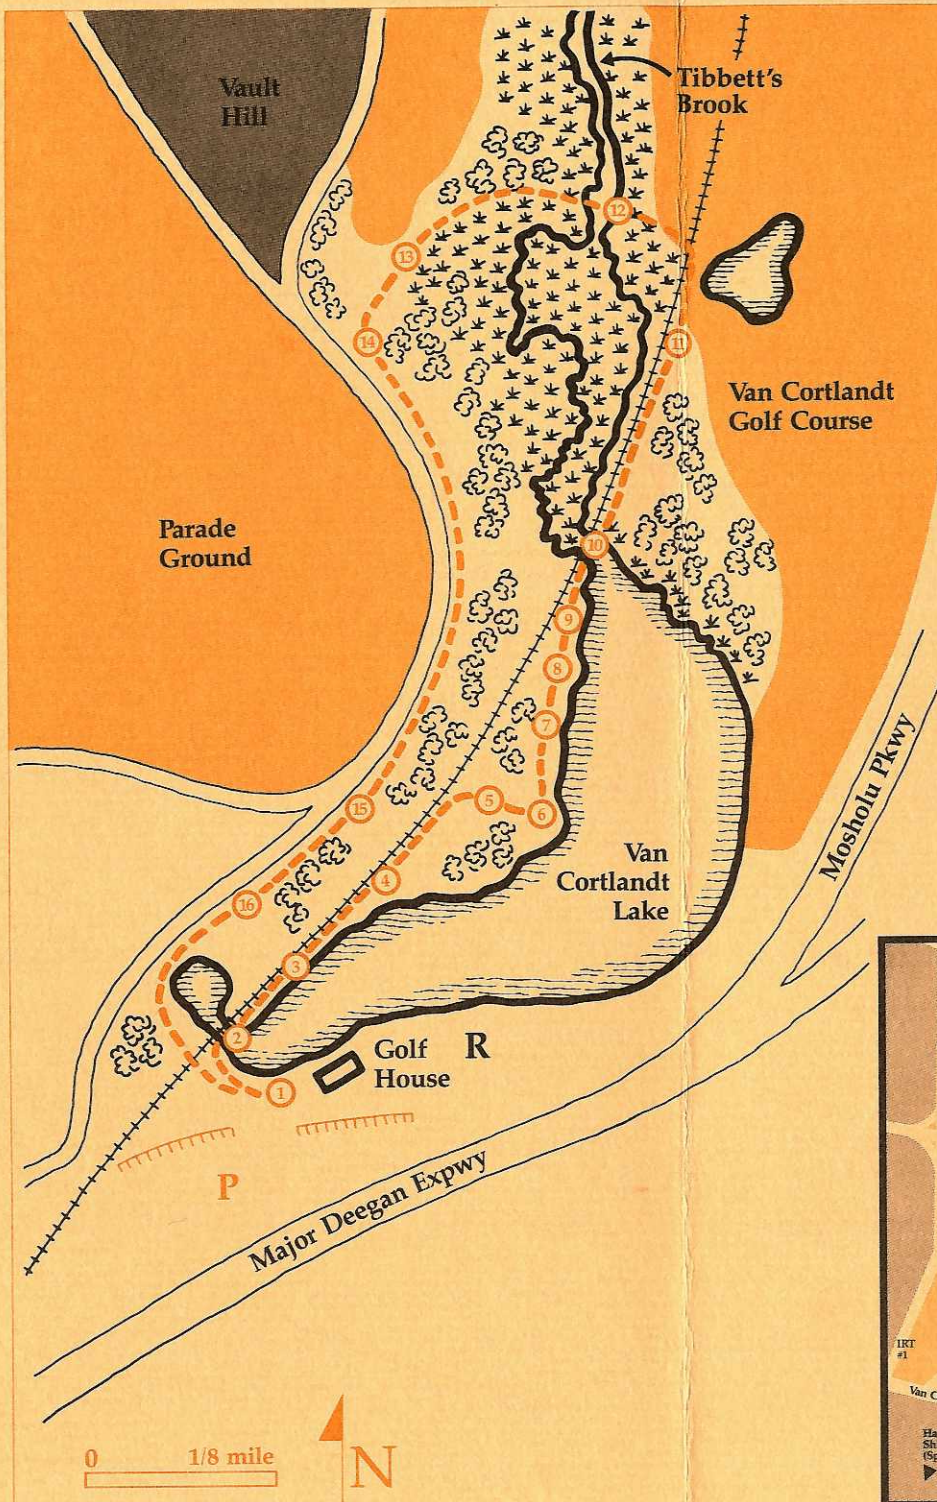 Vault
Hill
Tibbett's
Brook
12
13
14
11
Van Cortlandt
Golf Course
Parade
Ground
10
9
8
7
Mosholu Pkwy
15
5
6
4
Van
Cortlandt
Lake
16
3
2
Golf
House
R
1
P
Major Deegan Expwy
IRT
#1
Van C
0 1/8 mile
N